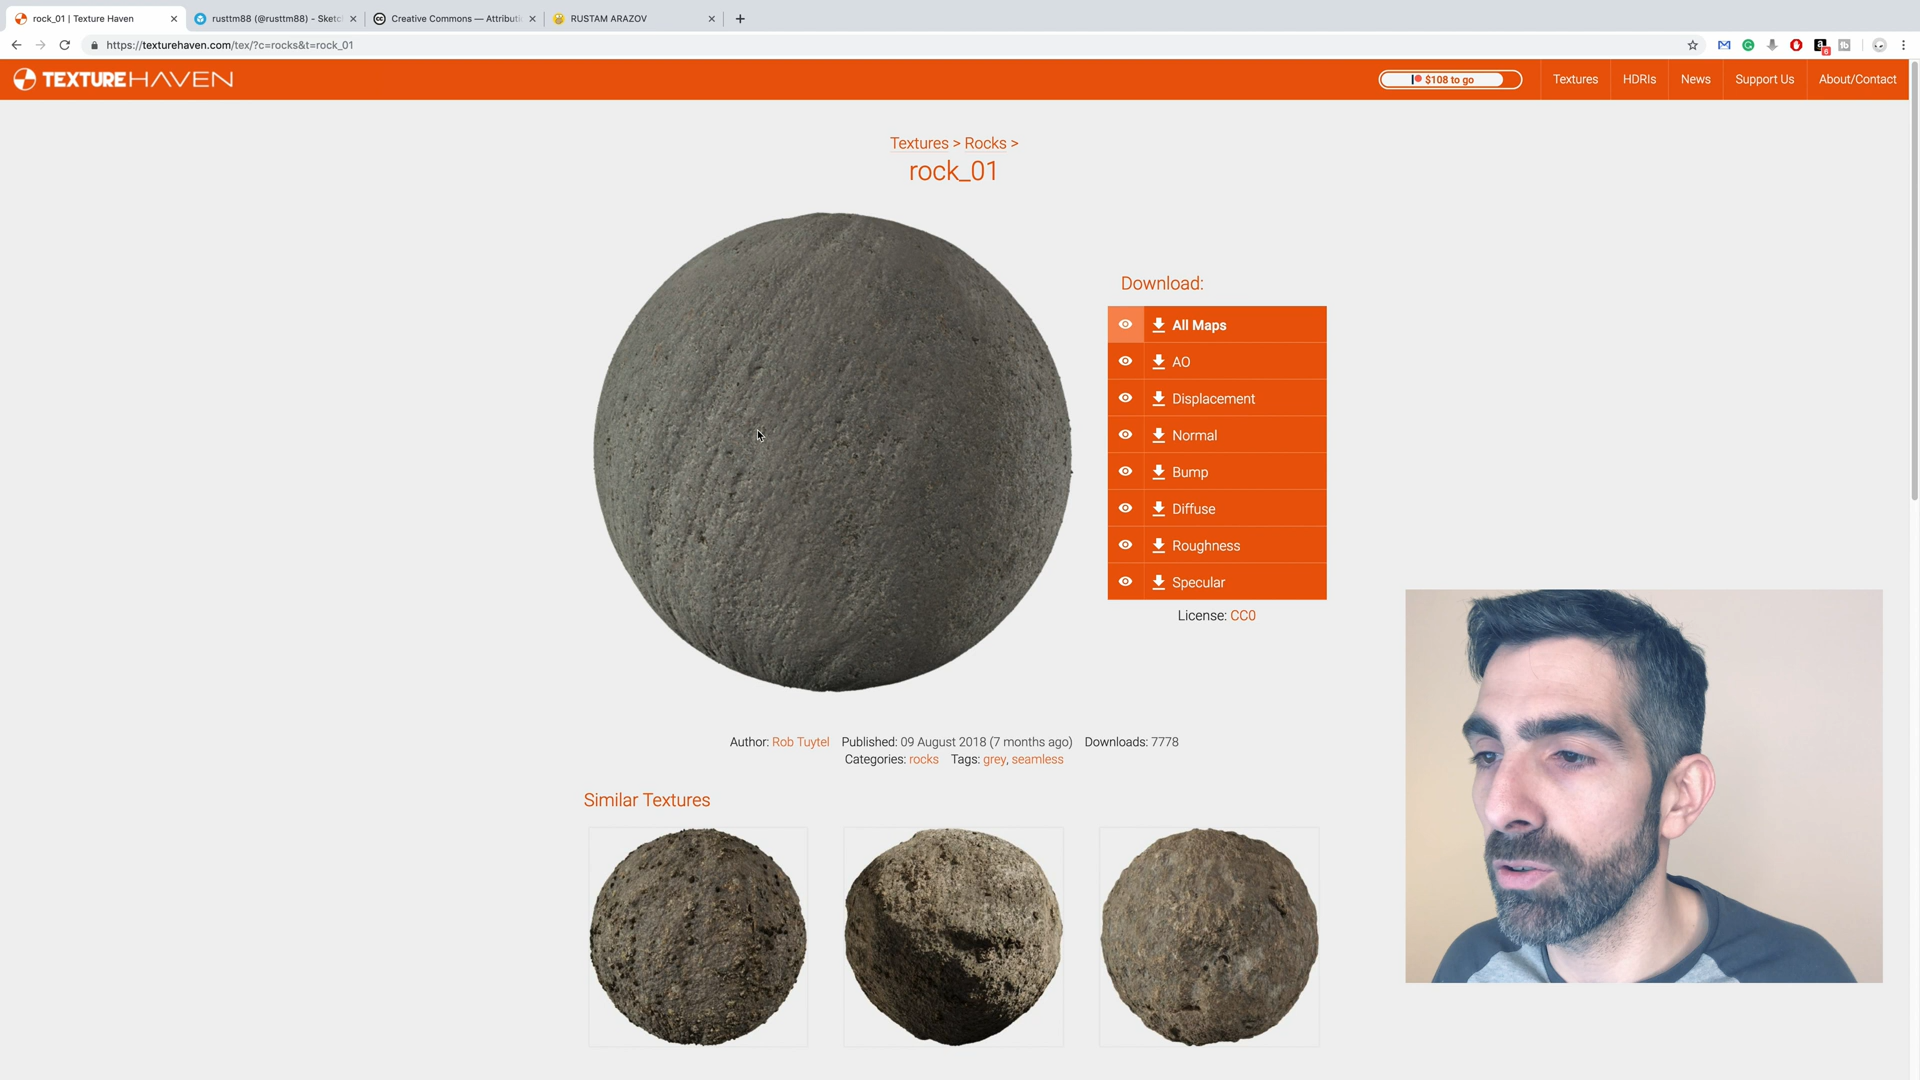 rock_01 | Texture Haven
rusttm88 (@rusttm88) - Sketc
Creative Commons — Attributi
RUSTAM ARAZOV
https://texturehaven.com/tex/?c=rocks&t=rock_01
6
TEXTUREHAVEN
$108 to go
Textures
HDRIs
News
Support Us
About/Contact
Textures > Rocks >
rock_01
Download:
All Maps
AO
Displacement
Normal
Bump
Diffuse
Roughness
Specular
License: CC0
Author: Rob Tuytel Published: 09 August 2018 (7 months ago) Downloads: 7778
Categories: rocks Tags: grey, seamless
Similar Textures